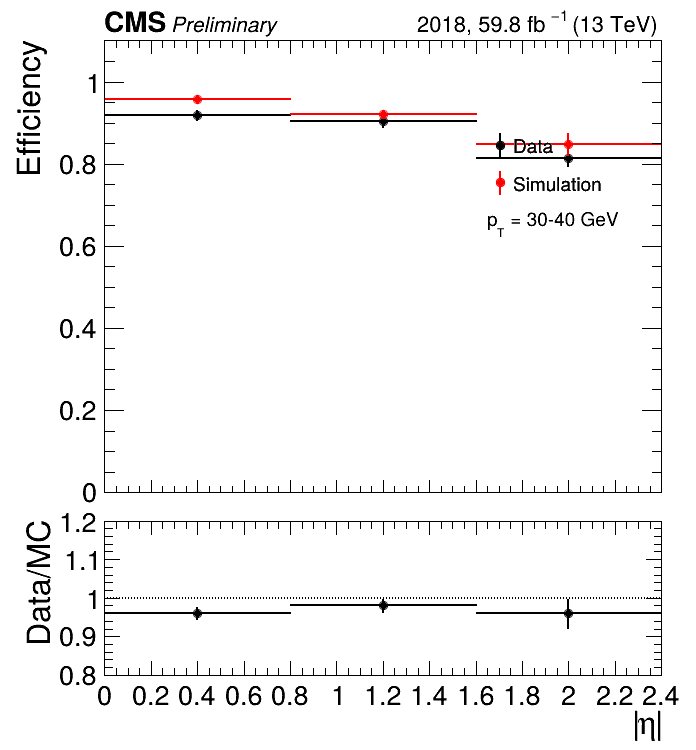 CMS Preliminary 2018, 59.8 fb⁻¹ (13 TeV)
Efficiency
1
0.8
0.6
0.4
0.2
0
Data
Simulation
p_T = 30-40 GeV
Data/MC
1.2
1.1
1
0.9
0.8
0 0.2 0.4 0.6 0.8 1 1.2 1.4 1.6 1.8 2 2.2 2.4
|η|